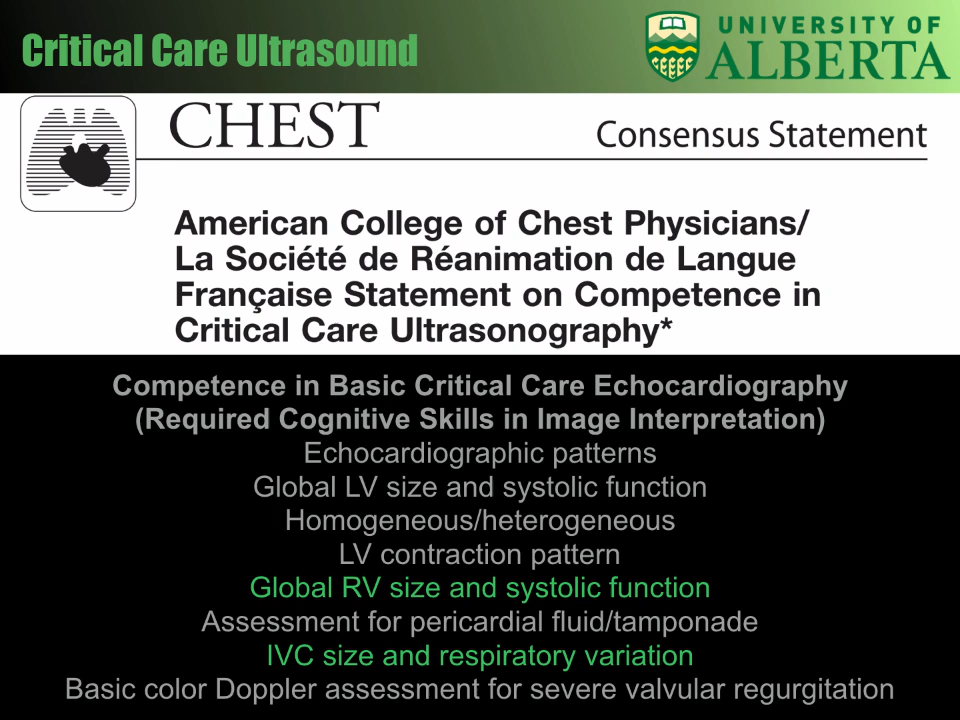 Critical Care Ultrasound
UNIVERSITY OF
ALBERTA
CHEST
Consensus Statement
American College of Chest Physicians/
La Société de Réanimation de Langue
Française Statement on Competence in
Critical Care Ultrasonography*
Competence in Basic Critical Care Echocardiography
(Required Cognitive Skills in Image Interpretation)
Echocardiographic patterns
Global LV size and systolic function
Homogeneous/heterogeneous
LV contraction pattern
Global RV size and systolic function
Assessment for pericardial fluid/tamponade
IVC size and respiratory variation
Basic color Doppler assessment for severe valvular regurgitation